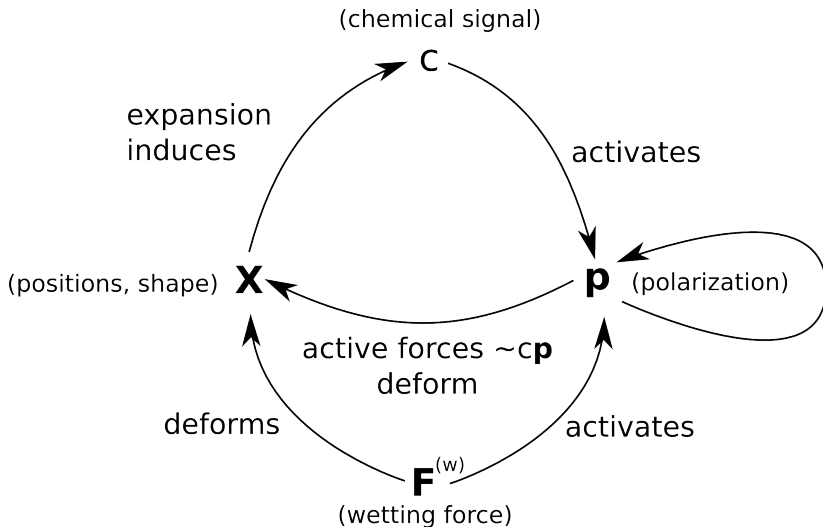 (chemical signal)
c
expansion
induces
activates
(positions, shape) X
p (polarization)
active forces ~cp
deform
deforms
activates
F(w)
(wetting force)